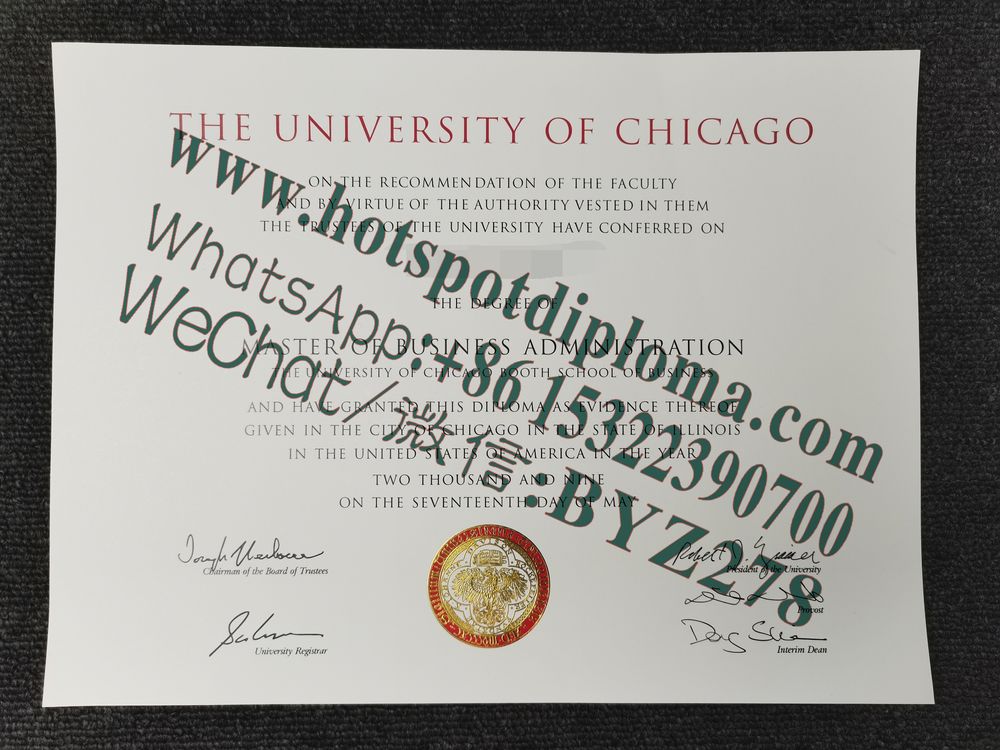 THE UNIVERSITY OF CHICAGO
ON THE RECOMMENDATION OF THE FACULTY
AND BY VIRTUE OF THE AUTHORITY VESTED IN THEM
THE TRUSTEES OF THE UNIVERSITY HAVE CONFERRED ON
THE DEGREE OF
MASTER OF BUSINESS ADMINISTRATION
THE UNIVERSITY OF CHICAGO BOOTH SCHOOL OF BUSINESS
AND HAVE GRANTED THIS DIPLOMA AS EVIDENCE THEREOF
GIVEN IN THE CITY OF CHICAGO IN THE STATE OF ILLINOIS
IN THE UNITED STATES OF AMERICA IN THE YEAR
TWO THOUSAND AND NINE
ON THE SEVENTEENTH DAY OF MAY
www.hotspotdiploma.com
WhatsApp:+86 15322390700
WeChat/微信:BYZ278
Chairman of the Board of Trustees
University Registrar
President of the University
Provost
Interim Dean